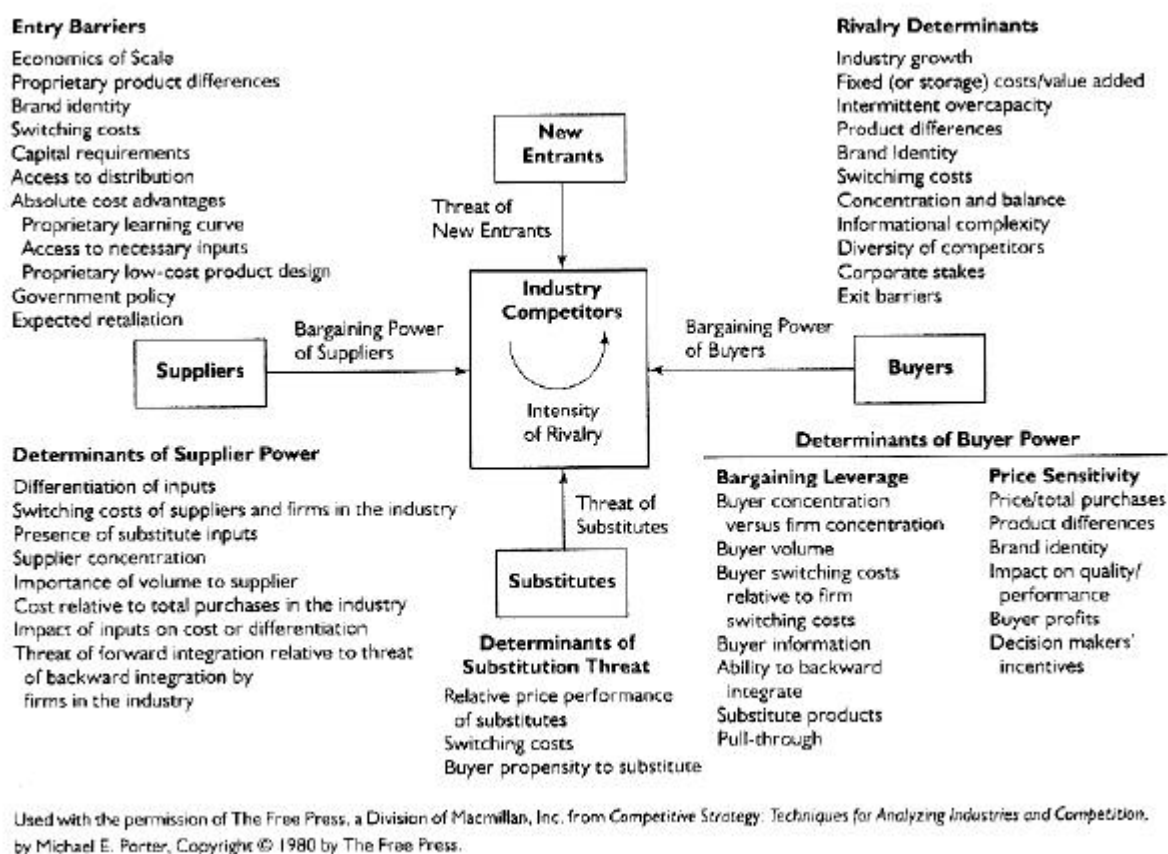 Entry Barriers
Economics of Scale
Proprietary product differences
Brand identity
Switching costs
Capital requirements
Access to distribution
Absolute cost advantages
Proprietary learning curve
Access to necessary inputs
Proprietary low-cost product design
Government policy
Expected retaliation
Rivalry Determinants
Industry growth
Fixed (or storage) costs/value added
Intermittent overcapacity
Product differences
Brand Identity
Switchimg costs
Concentration and balance
Informational complexity
Diversity of competitors
Corporate stakes
Exit barriers
New
Entrants
Threat of
New Entrants
Industry
Competitors
Intensity
of Rivalry
Bargaining Power
of Suppliers
Suppliers
Bargaining Power
of Buyers
Buyers
Determinants of Supplier Power
Differentiation of inputs
Switching costs of suppliers and firms in the industry
Presence of substitute inputs
Supplier concentration
Importance of volume to supplier
Cost relative to total purchases in the industry
Impact of inputs on cost or differentiation
Threat of forward integration relative to threat
of backward integration by
firms in the industry
Threat of
Substitutes
Substitutes
Determinants of
Substitution Threat
Relative price performance
of substitutes
Switching costs
Buyer propensity to substitute
Determinants of Buyer Power
Bargaining Leverage
Buyer concentration
versus firm concentration
Buyer volume
Buyer switching costs
relative to firm
switching costs
Buyer information
Ability to backward
integrate
Substitute products
Pull-through
Price Sensitivity
Price/total purchases
Product differences
Brand identity
Impact on quality/
performance
Buyer profits
Decision makers'
incentives
Used with the permission of The Free Press, a Division of Macmillan, Inc. from Competitive Strategy: Techniques for Analyzing Industries and Competition,
by Michael E. Porter, Copyright © 1980 by The Free Press.